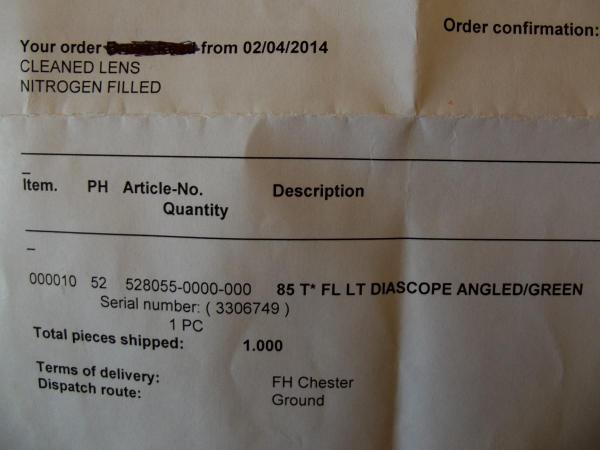 Order confirmation:
Your order from 02/04/2014
CLEANED LENS
NITROGEN FILLED
Item. PH Article-No. Description
Quantity
000010 52 528055-0000-000 85 T* FL LT DIASCOPE ANGLED/GREEN
Serial number: ( 3306749 )
1 PC
Total pieces shipped: 1.000
Terms of delivery: FH Chester
Dispatch route: Ground